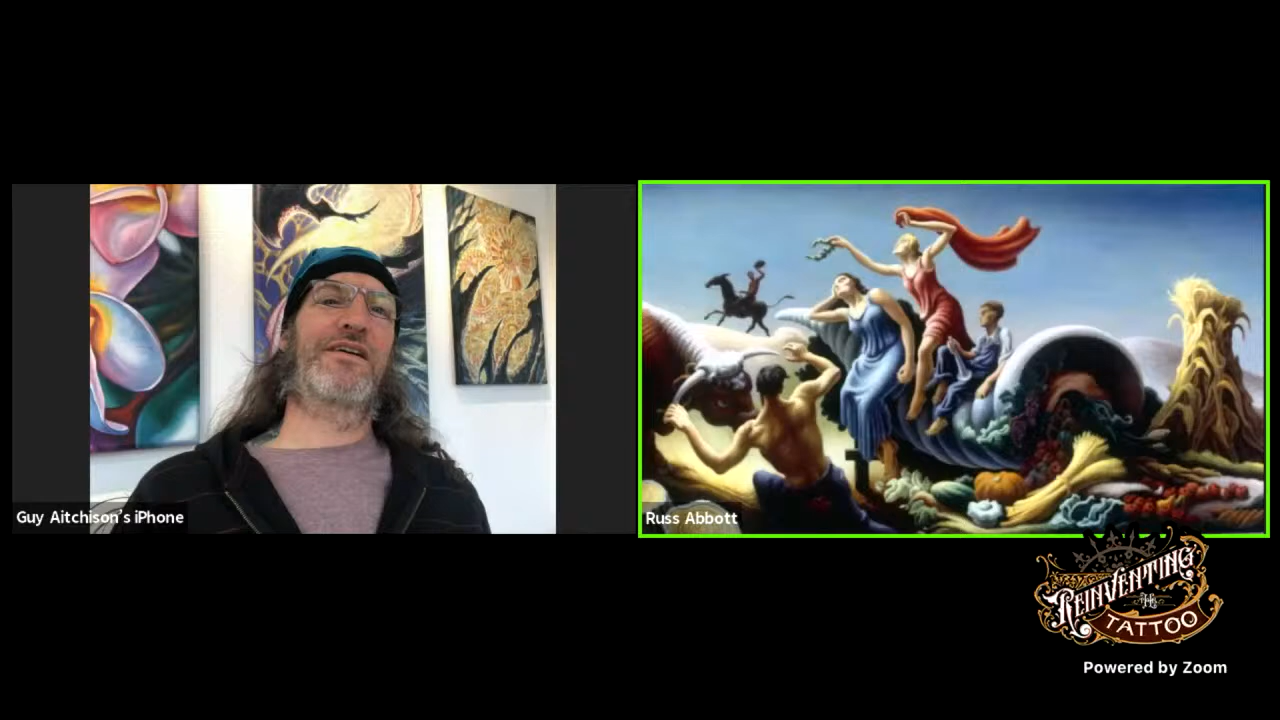 Guy Aitchison's iPhone
Russ Abbott
REINVENTING
THE
TATTOO
Powered by Zoom